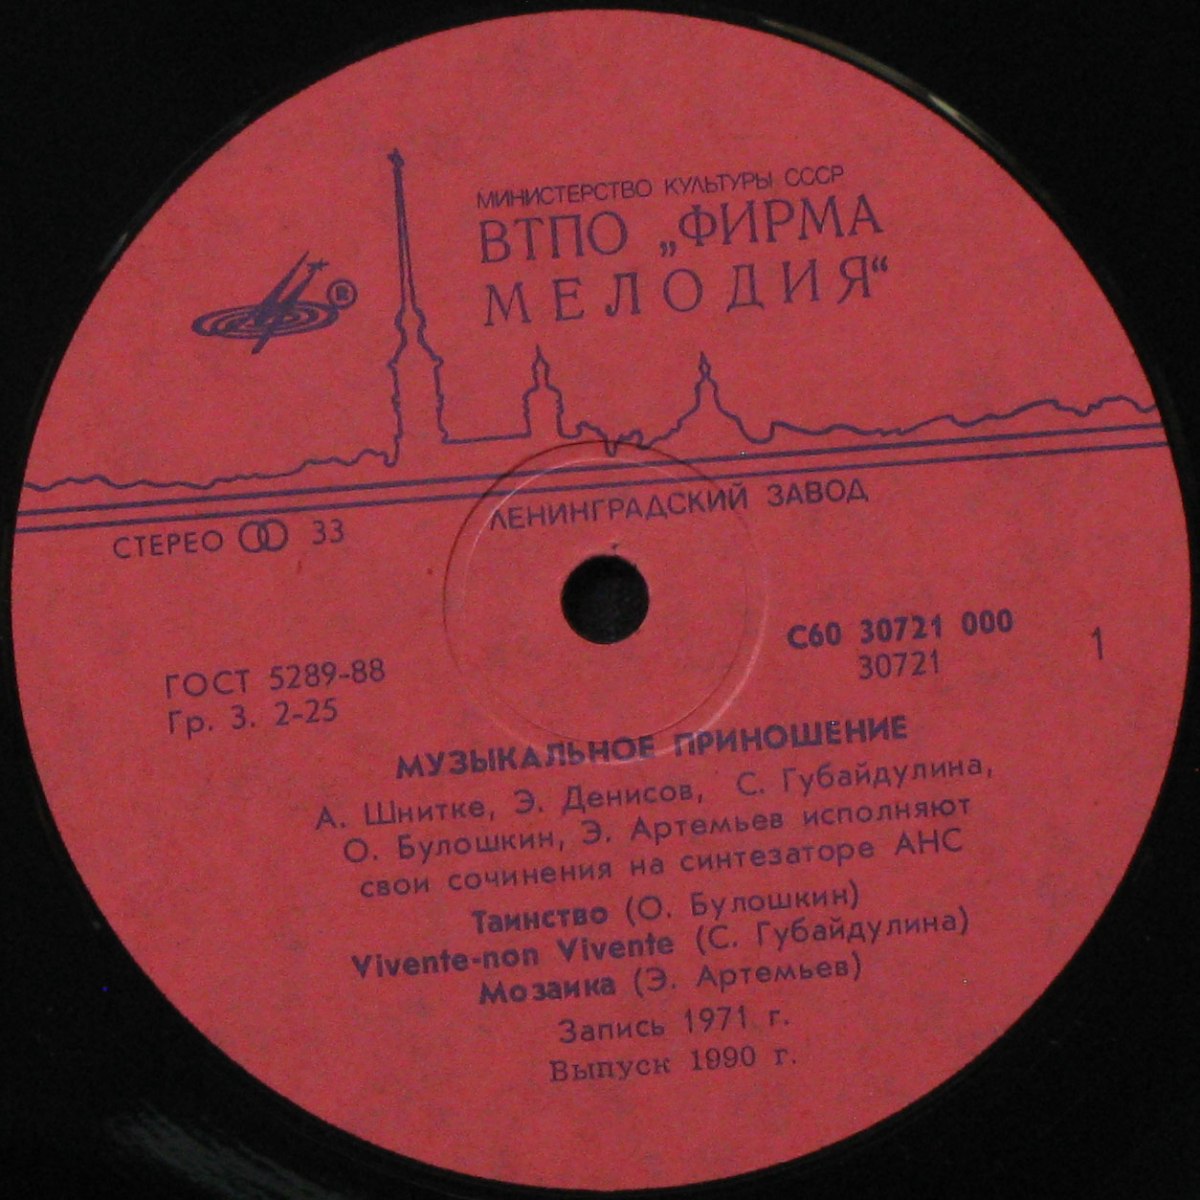 МИНИСТЕРСТВО КУЛЬТУРЫ СССР
ВТПО „ФИРМА
МЕЛОДИЯ“
®
ЛЕНИНГРАДСКИЙ ЗАВОД
СТЕРЕО 33
С60 30721 000
30721
1
ГОСТ 5289-88
Гр. 3. 2-25
МУЗЫКАЛЬНОЕ ПРИНОШЕНИЕ
А. Шнитке, Э. Денисов, С. Губайдулина,
О. Булошкин, Э. Артемьев исполняют
свои сочинения на синтезаторе АНС
Таинство (О. Булошкин)
Vivente-non Vivente (С. Губайдулина)
Мозаика (Э. Артемьев)
Запись 1971 г.
Выпуск 1990 г.